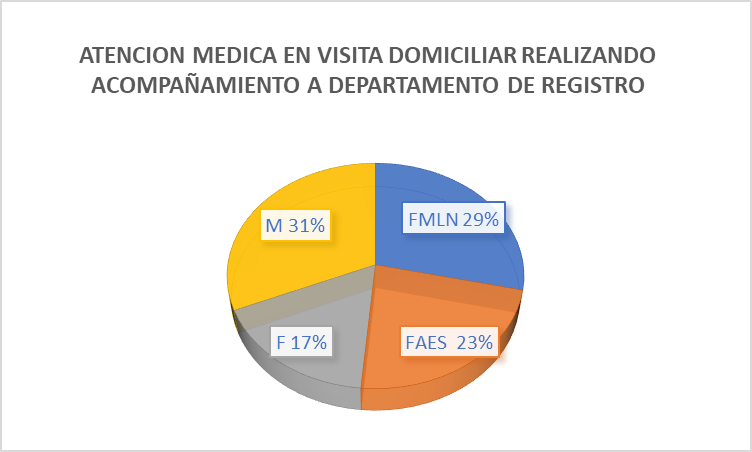 ATENCION MEDICA EN VISITA DOMICILIAR REALIZANDO
ACOMPAÑAMIENTO A DEPARTAMENTO DE REGISTRO
M 31%
FMLN 29%
F 17%
FAES 23%